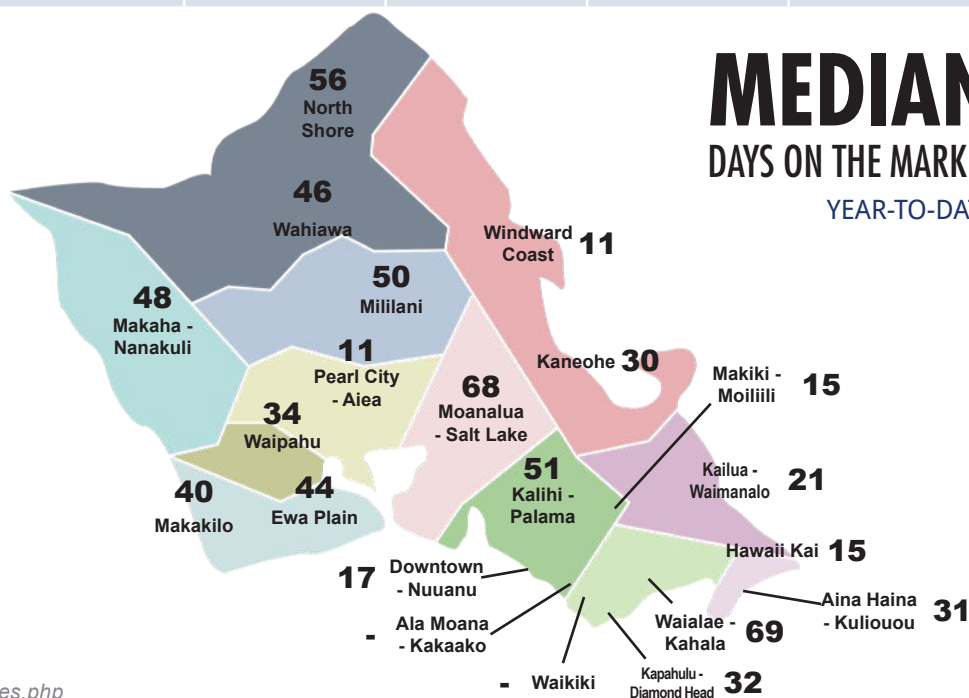 MEDIAN
DAYS ON THE MARK
YEAR-TO-DAT
56
North
Shore
46
Wahiawa
Windward
Coast
11
50
Mililani
48
Makaha -
Nanakuli
11
Pearl City
- Aiea
Kaneohe 30
68
Moanalua
- Salt Lake
Makiki -
Moiliili
15
34
Waipahu
51
Kalihi -
Palama
Kailua -
Waimanalo
21
40
Makakilo
44
Ewa Plain
Hawaii Kai 15
17
Downtown
- Nuuanu
Aina Haina
- Kuliouou
31
-
Ala Moana
- Kakaako
Waialae -
Kahala
69
- Waikiki
Kapahulu -
Diamond Head
32
es.php